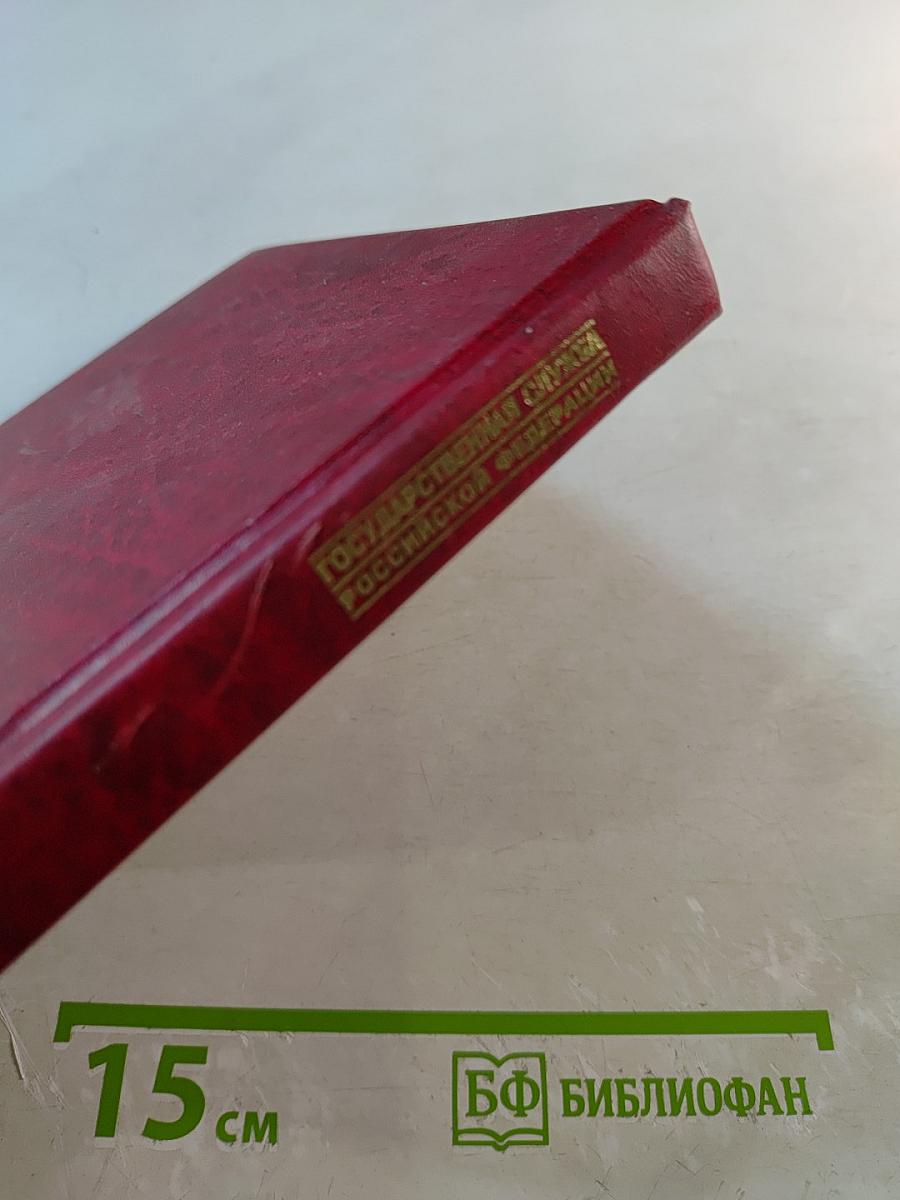 ГОСУДАРСТВЕННАЯ СЛУЖБА
РОССИЙСКОЙ ФЕДЕРАЦИИ
15 см
БФ БИБЛИОФАН